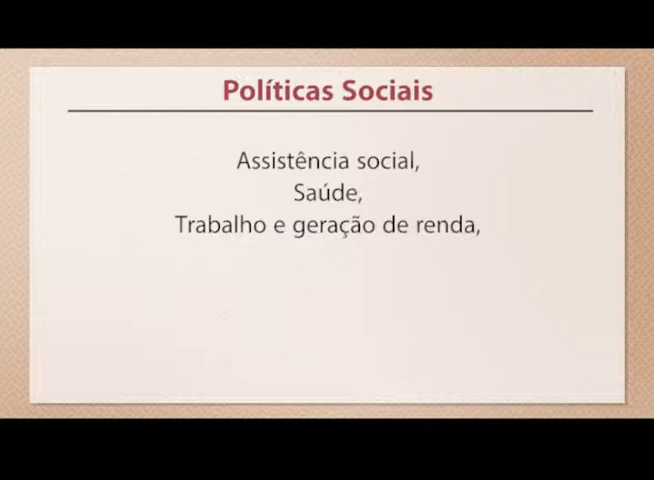 Políticas Sociais
Assistência social,
Saúde,
Trabalho e geração de renda,